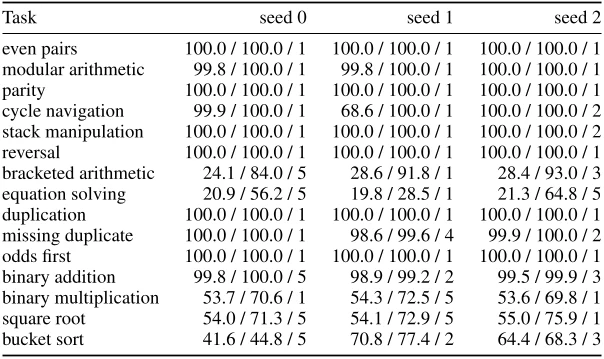 Task seed 0 seed 1 seed 2
even pairs 100.0 / 100.0 / 1 100.0 / 100.0 / 1 100.0 / 100.0 / 1
modular arithmetic 99.8 / 100.0 / 1 99.8 / 100.0 / 1 100.0 / 100.0 / 1
parity 100.0 / 100.0 / 1 100.0 / 100.0 / 1 100.0 / 100.0 / 1
cycle navigation 99.9 / 100.0 / 1 68.6 / 100.0 / 1 100.0 / 100.0 / 2
stack manipulation 100.0 / 100.0 / 1 100.0 / 100.0 / 1 100.0 / 100.0 / 2
reversal 100.0 / 100.0 / 1 100.0 / 100.0 / 1 100.0 / 100.0 / 1
bracketed arithmetic 24.1 / 84.0 / 5 28.6 / 91.8 / 1 28.4 / 93.0 / 3
equation solving 20.9 / 56.2 / 5 19.8 / 28.5 / 1 21.3 / 64.8 / 5
duplication 100.0 / 100.0 / 1 100.0 / 100.0 / 1 100.0 / 100.0 / 1
missing duplicate 100.0 / 100.0 / 1 98.6 / 99.6 / 4 99.9 / 100.0 / 2
odds first 100.0 / 100.0 / 1 100.0 / 100.0 / 1 100.0 / 100.0 / 1
binary addition 99.8 / 100.0 / 5 98.9 / 99.2 / 2 99.5 / 99.9 / 3
binary multiplication 53.7 / 70.6 / 1 54.3 / 72.5 / 5 53.6 / 69.8 / 1
square root 54.0 / 71.3 / 5 54.1 / 72.9 / 5 55.0 / 75.9 / 1
bucket sort 41.6 / 44.8 / 5 70.8 / 77.4 / 2 64.4 / 68.3 / 3